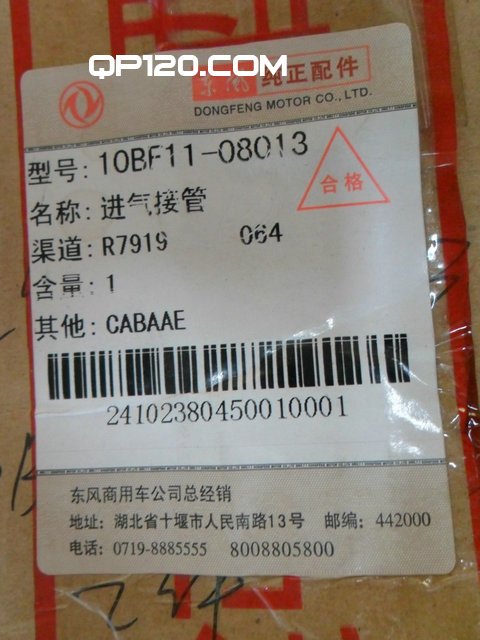 QP120.COM
东风 纯正配件
DONGFENG MOTOR CO., LTD.
型号: 10BF11-08013
合格
名称: 进气接管
渠道: R7919 064
含量: 1
其他: CABAAE
24102380450010001
东风商用车公司总经销
地址: 湖北省十堰市人民南路13号 邮编: 442000
电话: 0719-8885555 8008805800